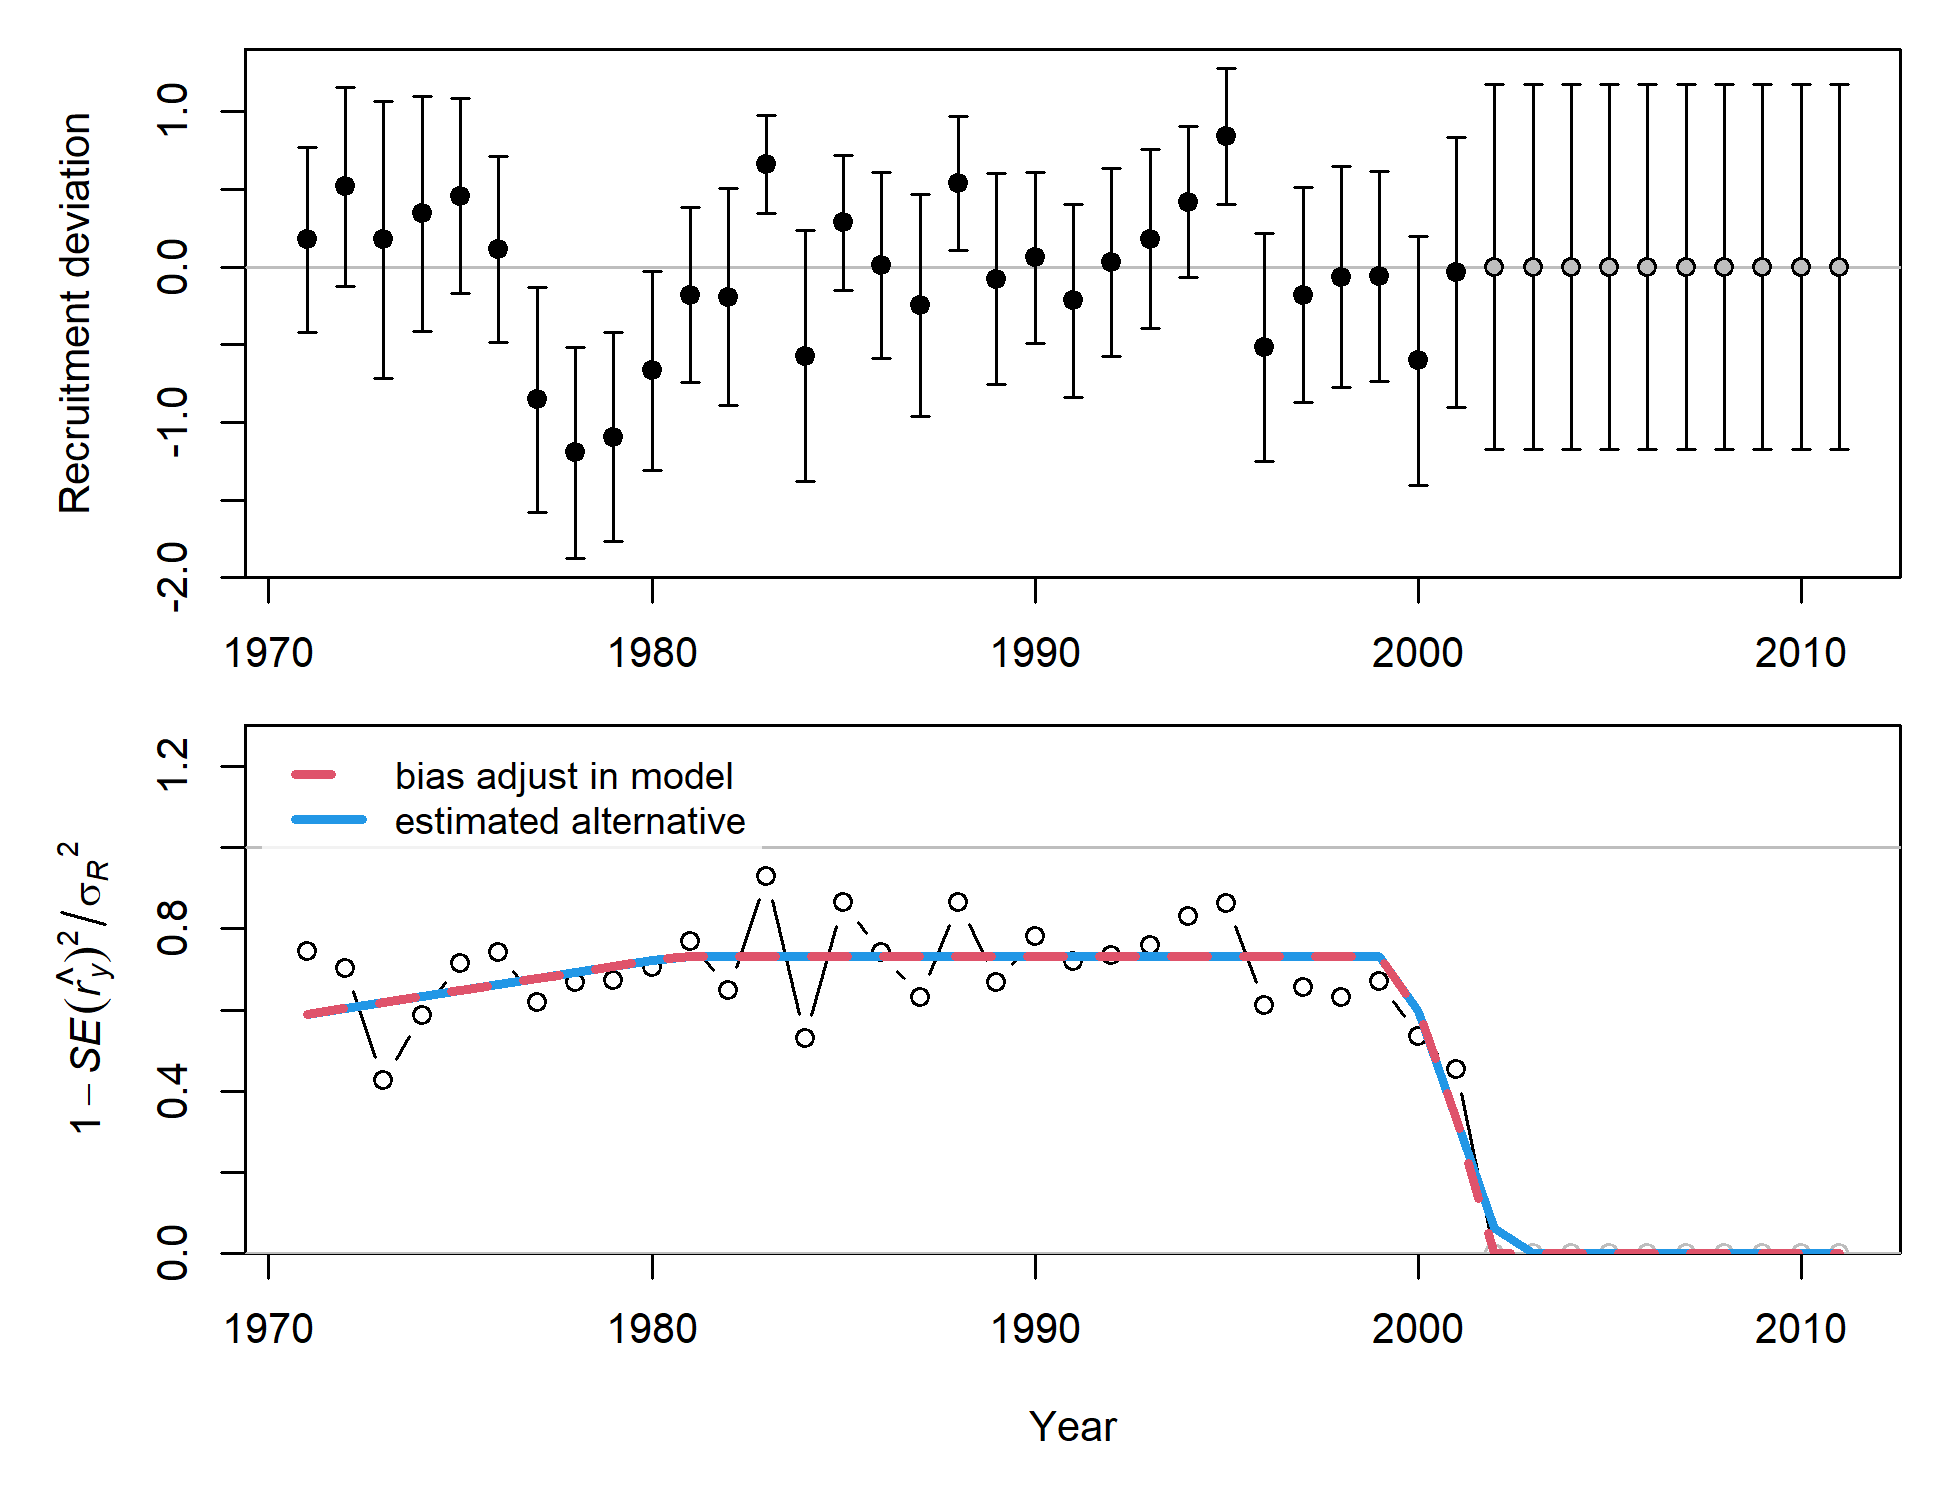 Recruitment deviation
1.0
0.0
-1.0
-2.0
1970 1980 1990 2000 2010
bias adjust in model
estimated alternative
1 − SE(r̂y)² / σR²
1.2
0.8
0.4
0.0
1970 1980 1990 2000 2010
Year